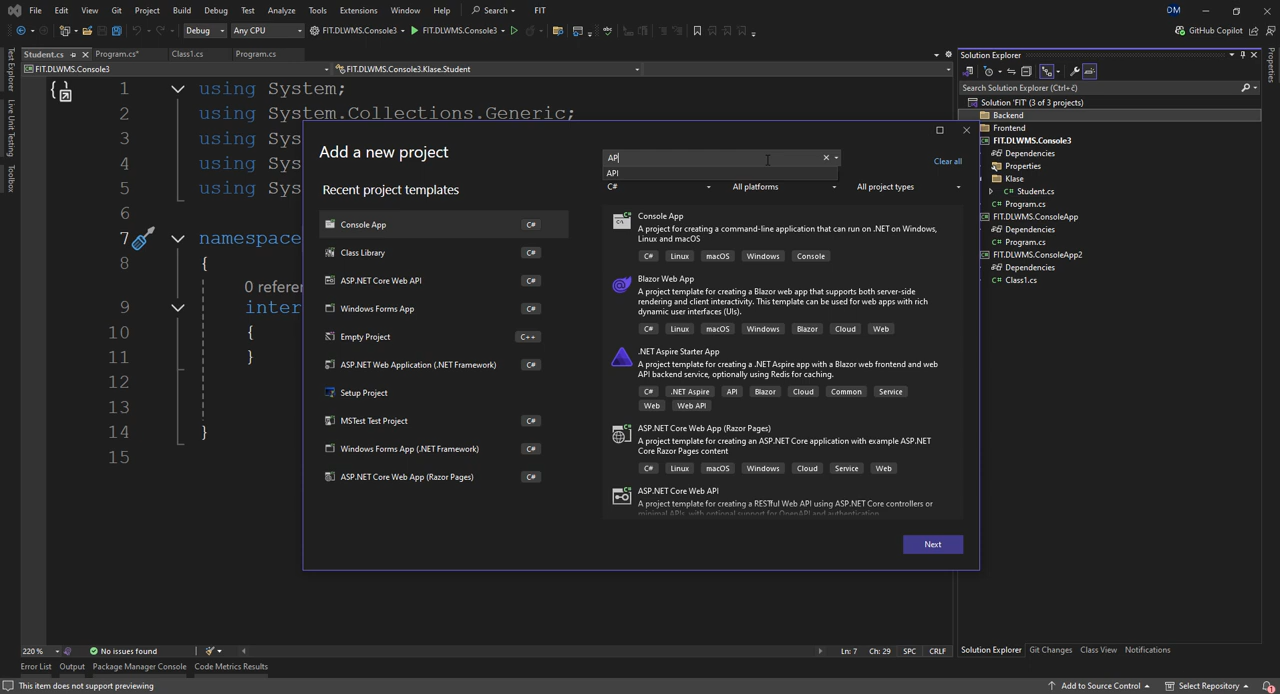 File Edit View Git Project Build Debug Test Analyze Tools Extensions Window Help Search FIT OM
Debug Any CPU FIT.DLWMS.Console3 FIT.DLWMS.Console3 GitHub Copilot
Student.cs Program.cs* Class1.cs Program.cs
FIT.DLWMS.Console3 FIT.DLWMS.Console3.Klase.Student
Test Explorer
Live Unit Testing
Toolbox
1 using System;
2 using System.Collections.Generic;
3 using Sys
4 using Sys
5 using Sys
6
7 namespace
8 {
0 referen
9 inter
10 {
11 }
12
13
14 }
15
Add a new project
Recent project templates
Console App C#
Class Library C#
ASP.NET Core Web API C#
Windows Forms App C#
Empty Project C++
ASP.NET Web Application (.NET Framework) C#
Setup Project
MSTest Test Project C#
Windows Forms App (.NET Framework) C#
ASP.NET Core Web App (Razor Pages) C#
AP
Clear all
API
C# All platforms All project types
Console App
A project for creating a command-line application that can run on .NET on Windows,
Linux and macOS
C# Linux macOS Windows Console
Blazor Web App
A project template for creating a Blazor web app that supports both server-side
rendering and client interactivity. This template can be used for web apps with rich
dynamic user interfaces (UIs).
C# Linux macOS Windows Blazor Cloud Web
.NET Aspire Starter App
A project template for creating a .NET Aspire app with a Blazor web frontend and web
API backend service, optionally using Redis for caching.
C# .NET Aspire API Blazor Cloud Common Service
Web Web API
ASP.NET Core Web App (Razor Pages)
A project template for creating an ASP.NET Core application with example ASP.NET
Core Razor Pages content
C# Linux macOS Windows Cloud Service Web
ASP.NET Core Web API
A project template for creating a RESTful Web API using ASP.NET Core controllers or
minimal APIs, with optional support for OpenAPI and authentication.
Next
Solution Explorer
Search Solution Explorer (Ctrl+č)
Solution 'FIT' (3 of 3 projects)
Backend
Frontend
FIT.DLWMS.Console3
Dependencies
Properties
Klase
Student.cs
Program.cs
FIT.DLWMS.ConsoleApp
Dependencies
Program.cs
FIT.DLWMS.ConsoleApp2
Dependencies
Class1.cs
Properties
220 % No issues found Ln: 7 Ch: 29 SPC CRLF
Solution Explorer Git Changes Class View Notifications
Error List Output Package Manager Console Code Metrics Results
This item does not support previewing Add to Source Control Select Repository